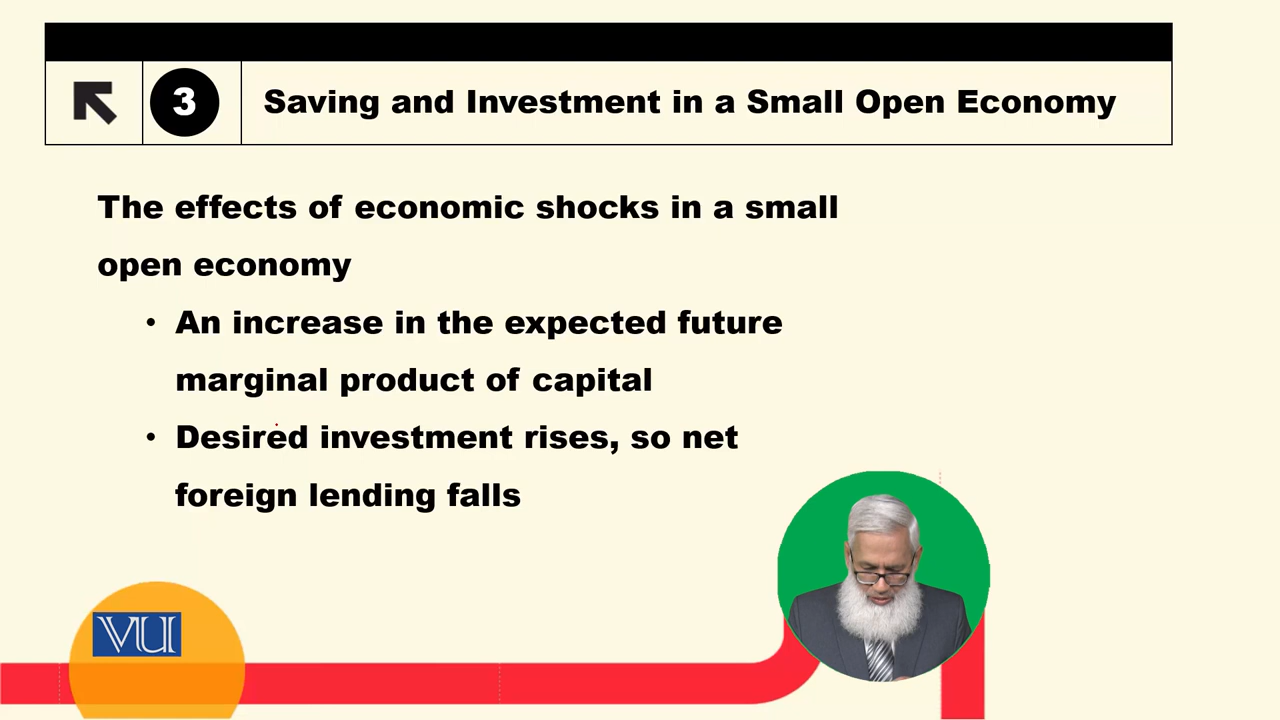 3
Saving and Investment in a Small Open Economy
The effects of economic shocks in a small
open economy
• An increase in the expected future
marginal product of capital
• Desired investment rises, so net
foreign lending falls
VU